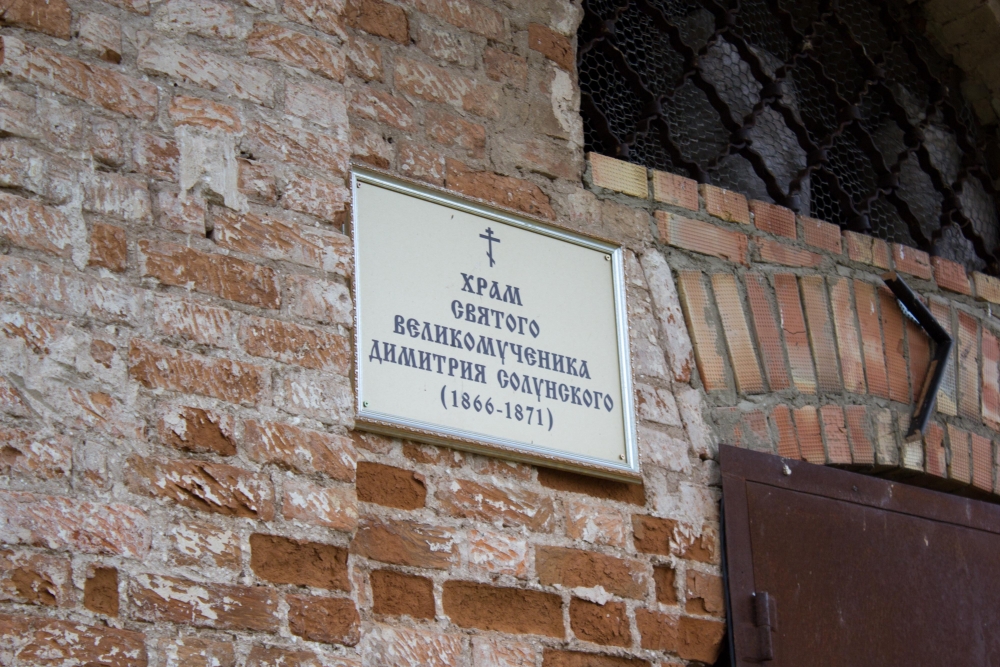 ХРАМ
СВЯТОГО
ВЕЛИКОМУЧЕНИКА
ДИМИТРИЯ СОЛУНСКОГО
(1866-1871)